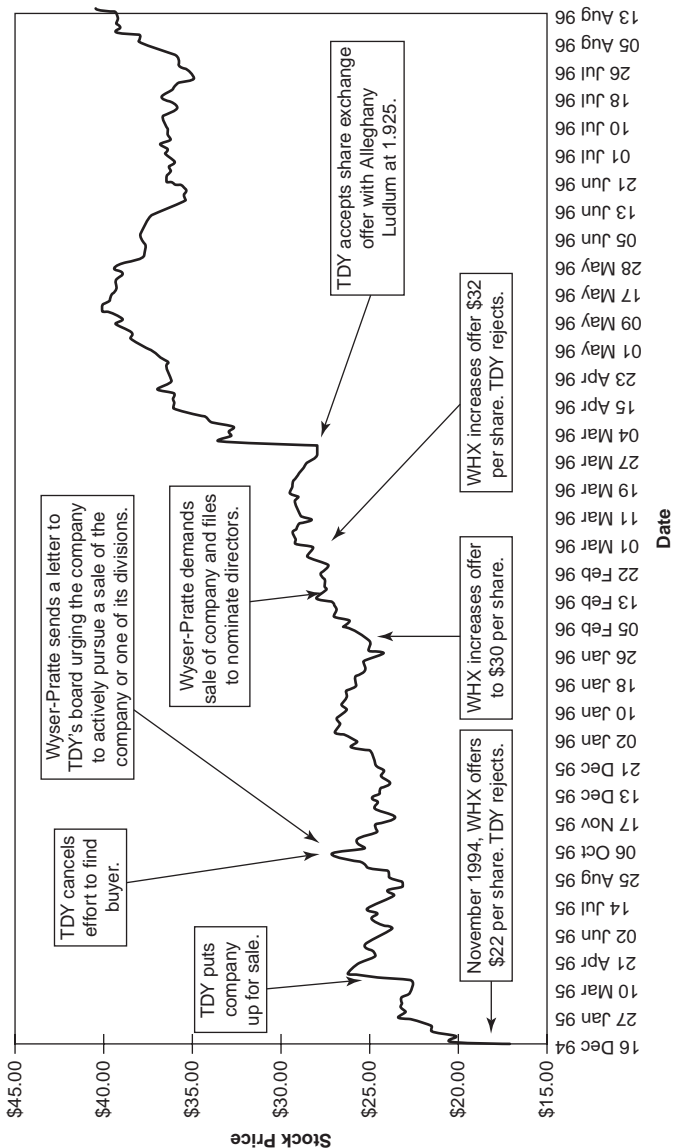 $45.00
$40.00
$35.00
$30.00
$25.00
$20.00
$15.00
Stock Price
TDY puts
company
up for sale.
TDY cancels
effort to find
buyer.
Wyser-Pratte sends a letter to
TDY's board urging the company
to actively pursue a sale of the
company or one of its divisions.
Wyser-Pratte demands
sale of company and files
to nominate directors.
TDY accepts share exchange
offer with Alleghany
Ludlum at 1.925.
November 1994, WHX offers
$22 per share. TDY rejects.
WHX increases offer
to $30 per share.
WHX increases offer $32
per share. TDY rejects.
16 Dec 94
27 Jan 95
10 Mar 95
21 Apr 95
02 Jun 95
14 Jul 95
25 Aug 95
06 Oct 95
17 Nov 95
13 Dec 95
21 Dec 95
02 Jan 96
10 Jan 96
18 Jan 96
26 Jan 96
05 Feb 96
13 Feb 96
22 Feb 96
01 Mar 96
11 Mar 96
19 Mar 96
27 Mar 96
04 Mar 96
15 Apr 96
23 Apr 96
01 May 96
09 May 96
17 May 96
28 May 96
05 Jun 96
13 Jun 96
21 Jun 96
01 Jul 96
10 Jul 96
18 Jul 96
26 Jul 96
05 Aug 96
13 Aug 96
Date